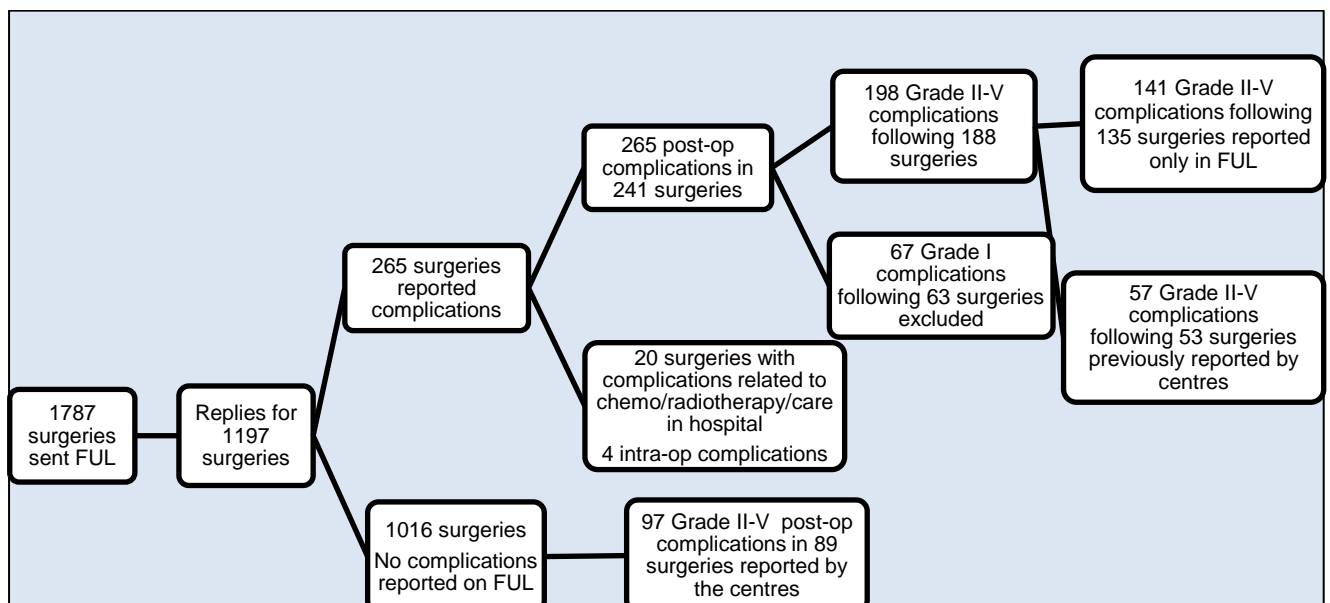 1787
surgeries
sent FUL
Replies for
1197
surgeries
265 surgeries
reported
complications
1016 surgeries
No complications
reported on FUL
265 post-op
complications in
241 surgeries
20 surgeries with
complications related to
chemo/radiotherapy/care
in hospital
4 intra-op complications
97 Grade II-V post-op
complications in 89
surgeries reported by
the centres
198 Grade II-V
complications
following 188
surgeries
67 Grade I
complications
following 63 surgeries
excluded
141 Grade II-V
complications following
135 surgeries reported
only in FUL
57 Grade II-V
complications
following 53 surgeries
previously reported by
centres